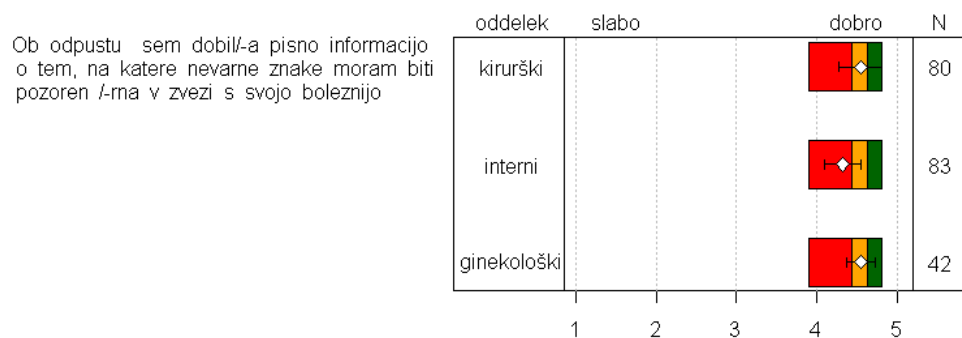 oddelek slabo dobro N
Ob odpustu sem dobil/-a pisno informacijo
o tem, na katere nevarne znake moram biti
pozoren /-rna v zvezi s svojo boleznijo
kirurški 80
interni 83
ginekološki 42
1 2 3 4 5